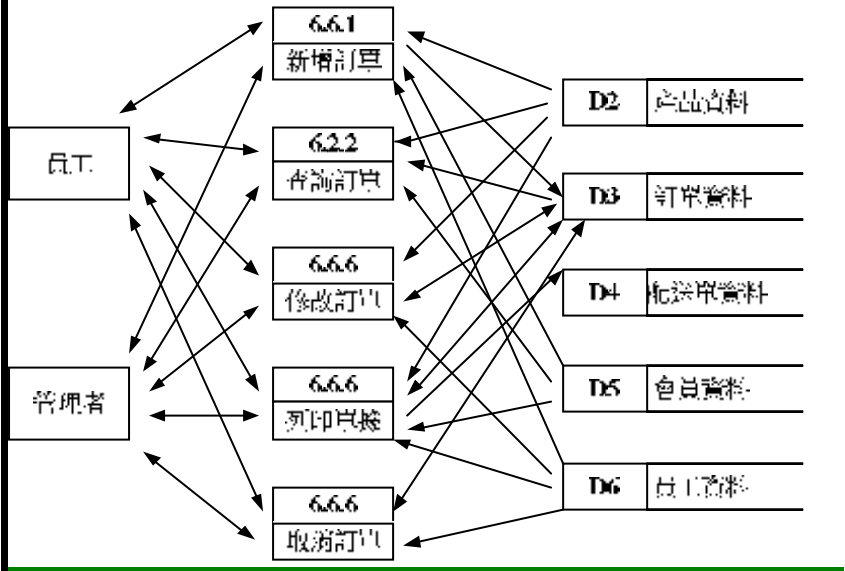 6.6.1
新增訂單
員工
6.2.2
查詢訂單
6.6.6
修改訂單
管理者
6.6.6
列印單據
6.6.6
取消訂單
D2 產品資料
D3 訂單資料
D4 配送單資料
D5 會員資料
D6 員工資料